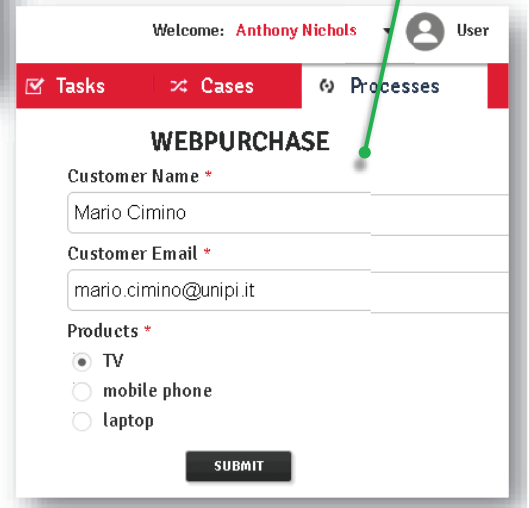 Welcome: Anthony Nichols User
Tasks Cases Processes
WEBPURCHASE
Customer Name *
Mario Cimino
Customer Email *
mario.cimino@unipi.it
Products *
TV
mobile phone
laptop
SUBMIT